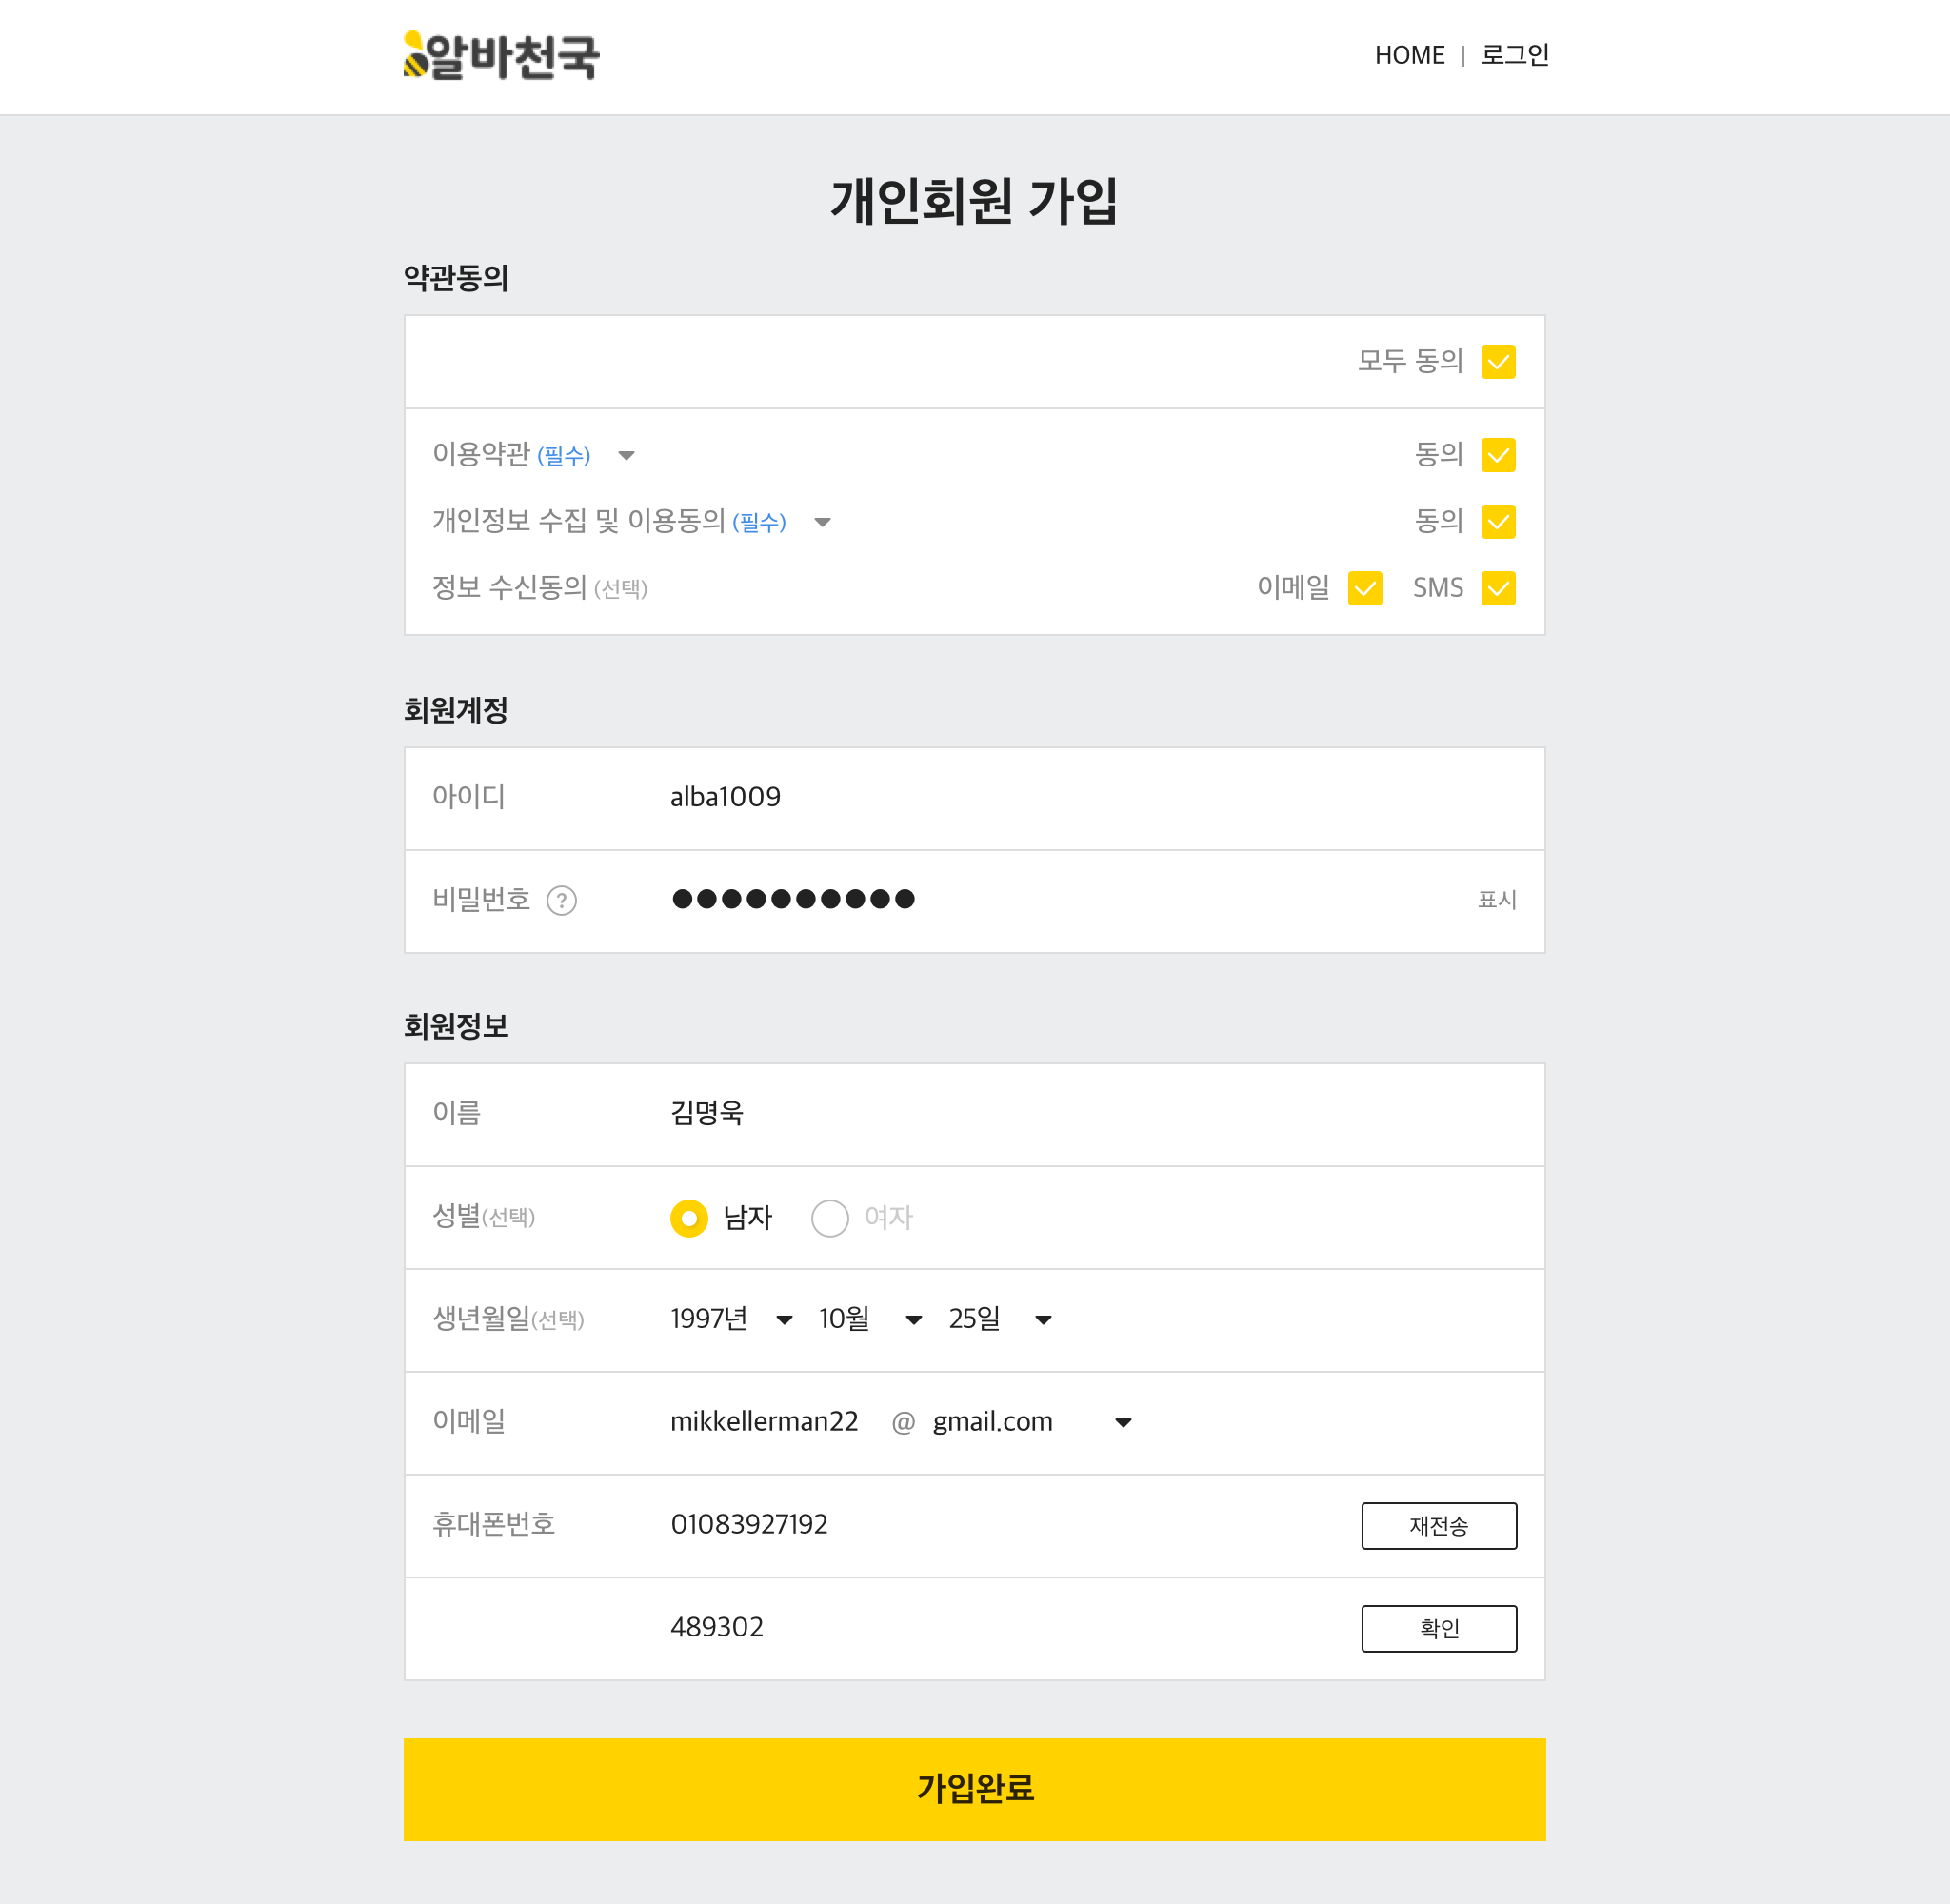 알바천국
HOME | 로그인
개인회원 가입
약관동의
모두 동의
이용약관 (필수) 동의
개인정보 수집 및 이용동의 (필수) 동의
정보 수신동의 (선택) 이메일 SMS
회원계정
아이디 alba1009
비밀번호 ? ●●●●●●●●●● 표시
회원정보
이름 김명욱
성별(선택) 남자 여자
생년월일(선택) 1997년 10월 25일
이메일 mikkellerman22 @ gmail.com
휴대폰번호 01083927192 재전송
489302 확인
가입완료